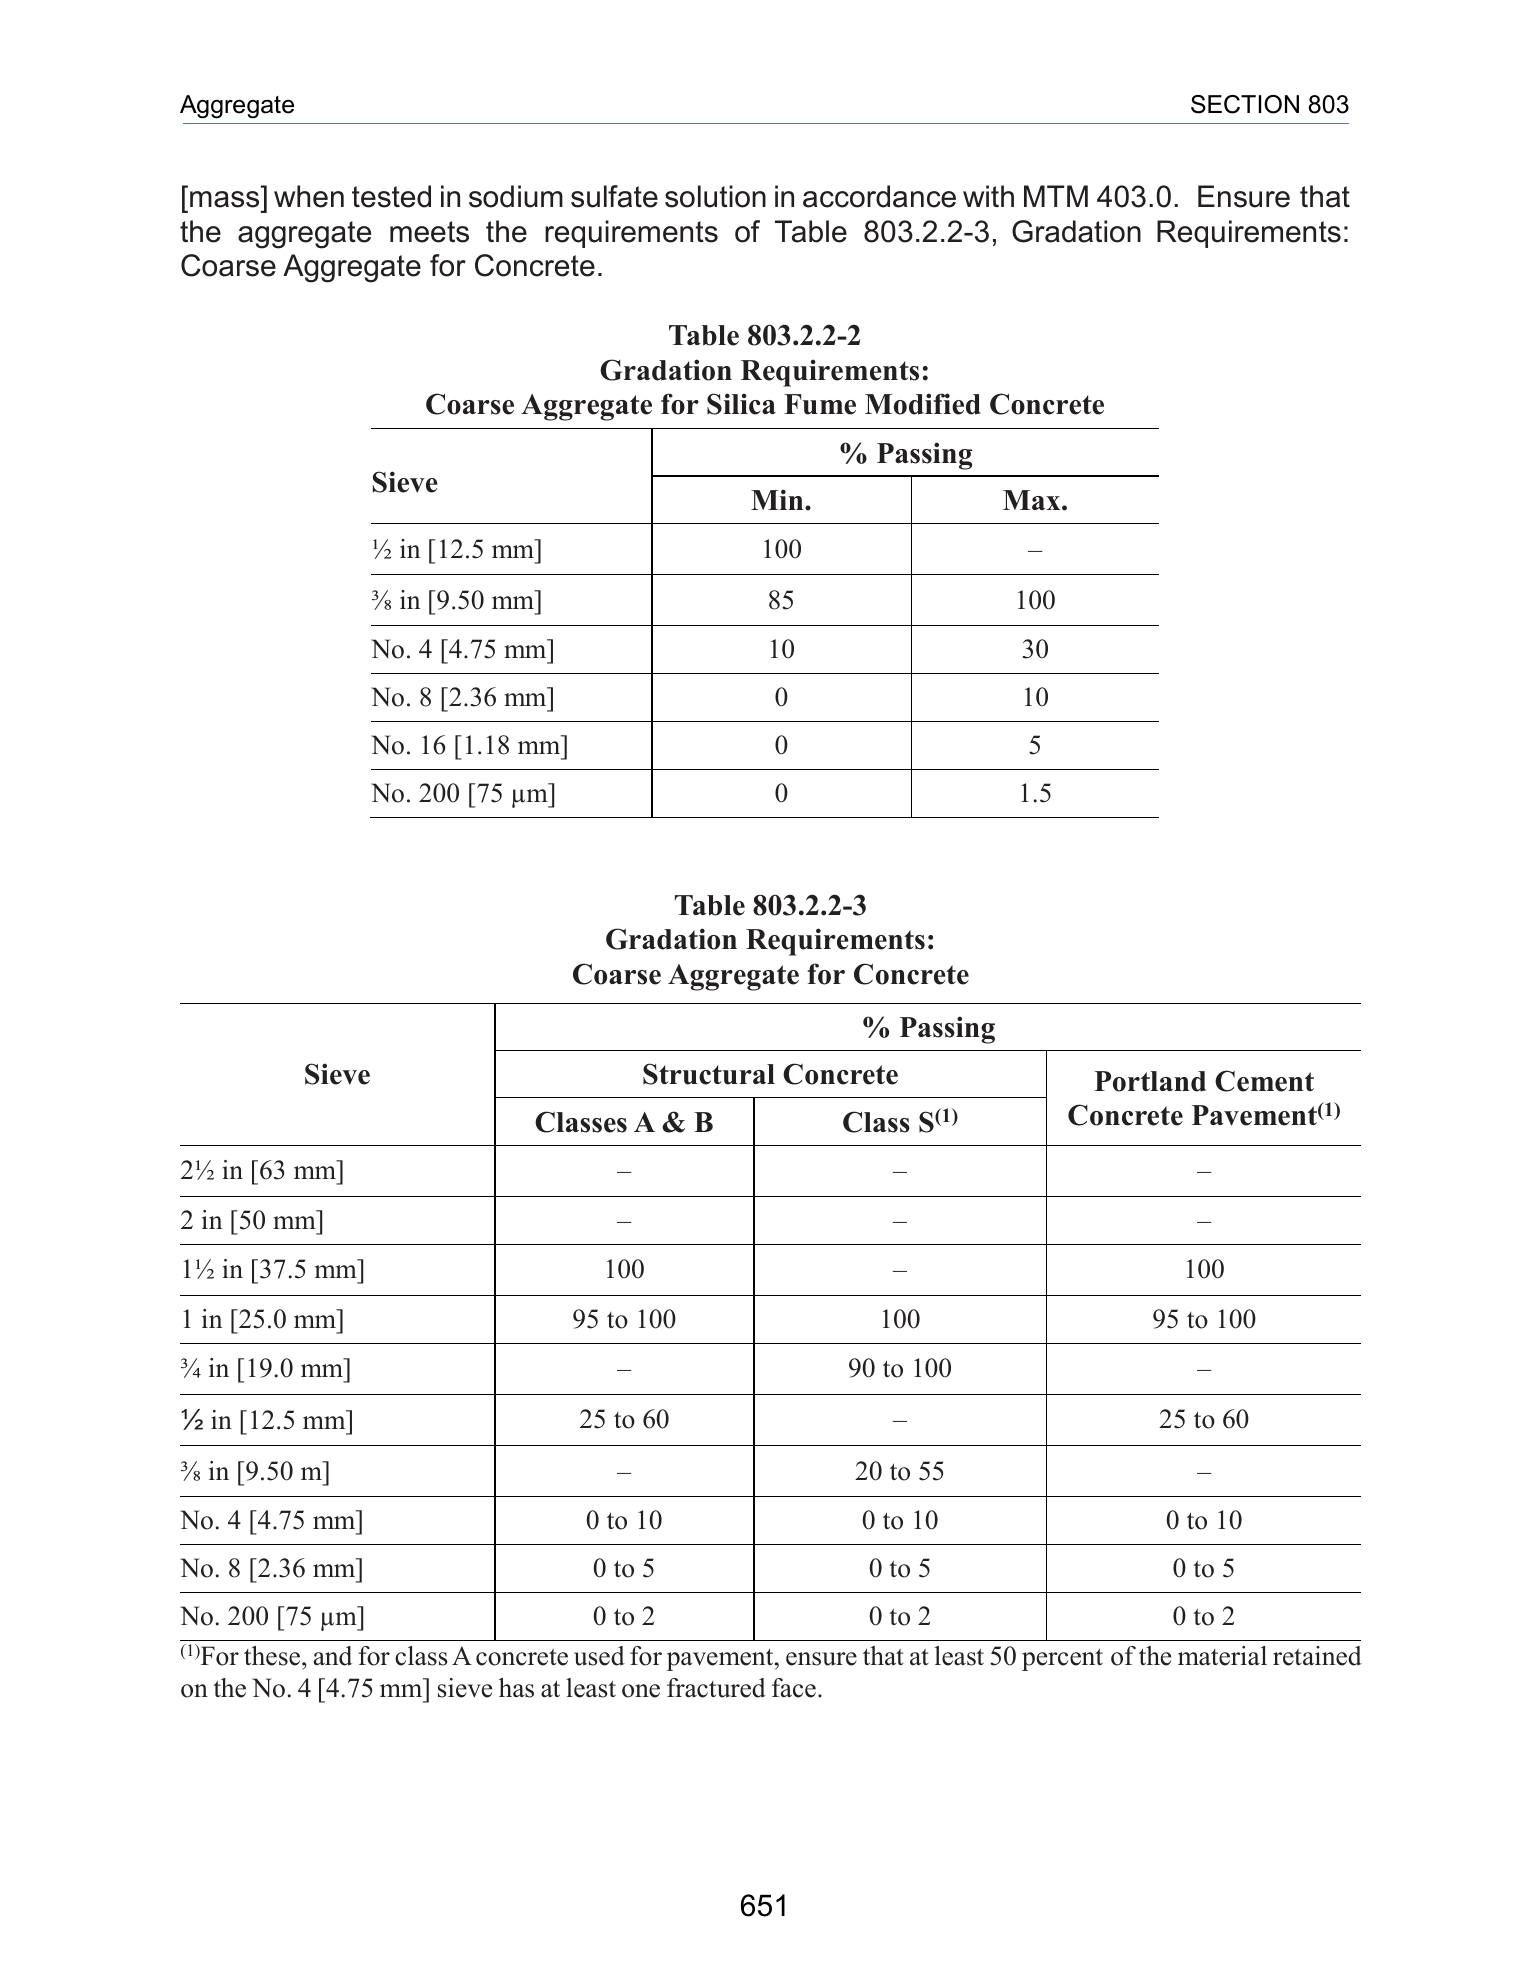 Aggregate SECTION 803
[mass] when tested in sodium sulfate solution in accordance with MTM 403.0. Ensure that
the aggregate meets the requirements of Table 803.2.2-3, Gradation Requirements:
Coarse Aggregate for Concrete.
Table 803.2.2-2
Gradation Requirements:
Coarse Aggregate for Silica Fume Modified Concrete
Sieve % Passing
Min. Max.
½ in [12.5 mm] 100 –
⅜ in [9.50 mm] 85 100
No. 4 [4.75 mm] 10 30
No. 8 [2.36 mm] 0 10
No. 16 [1.18 mm] 0 5
No. 200 [75 µm] 0 1.5
Table 803.2.2-3
Gradation Requirements:
Coarse Aggregate for Concrete
Sieve % Passing
Structural Concrete Portland Cement
Concrete Pavement(1)
Classes A & B Class S(1)
2½ in [63 mm] – – –
2 in [50 mm] – – –
1½ in [37.5 mm] 100 – 100
1 in [25.0 mm] 95 to 100 100 95 to 100
¾ in [19.0 mm] – 90 to 100 –
½ in [12.5 mm] 25 to 60 – 25 to 60
⅜ in [9.50 m] – 20 to 55 –
No. 4 [4.75 mm] 0 to 10 0 to 10 0 to 10
No. 8 [2.36 mm] 0 to 5 0 to 5 0 to 5
No. 200 [75 µm] 0 to 2 0 to 2 0 to 2
(1)For these, and for class A concrete used for pavement, ensure that at least 50 percent of the material retained
on the No. 4 [4.75 mm] sieve has at least one fractured face.
651